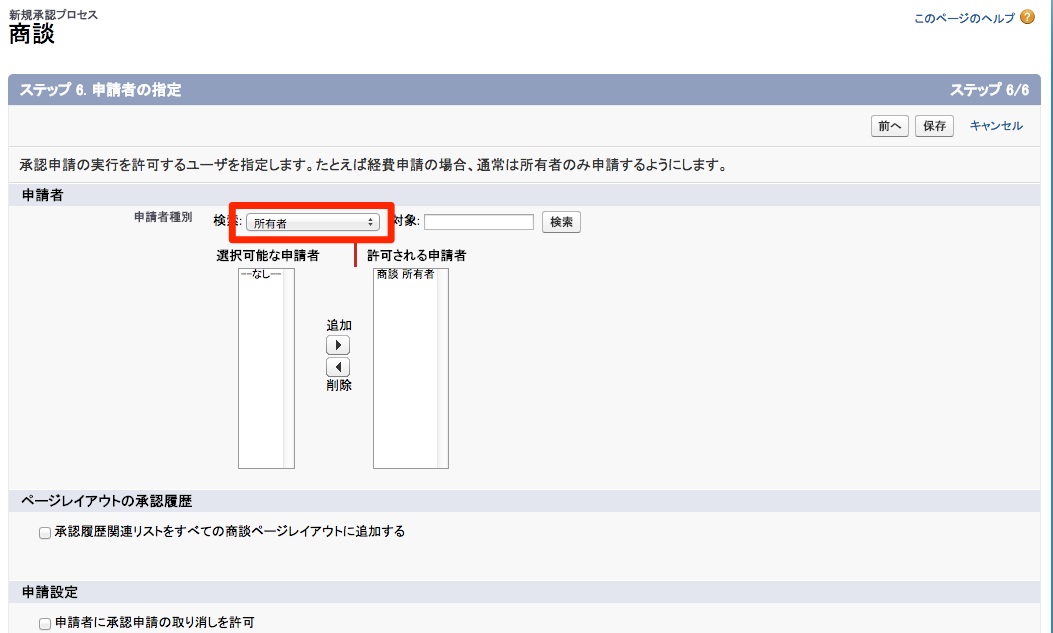 新規承認プロセス
商談
このページのヘルプ ?
ステップ 6. 申請者の指定 ステップ 6/6
前へ 保存 キャンセル
承認申請の実行を許可するユーザを指定します。たとえば経費申請の場合、通常は所有者のみ申請するようにします。
申請者
申請者種別 検索: 所有者 対象: 検索
選択可能な申請者 許可される申請者
--なし-- 商談 所有者
追加
削除
ページレイアウトの承認履歴
承認履歴関連リストをすべての商談ページレイアウトに追加する
申請設定
申請者に承認申請の取り消しを許可